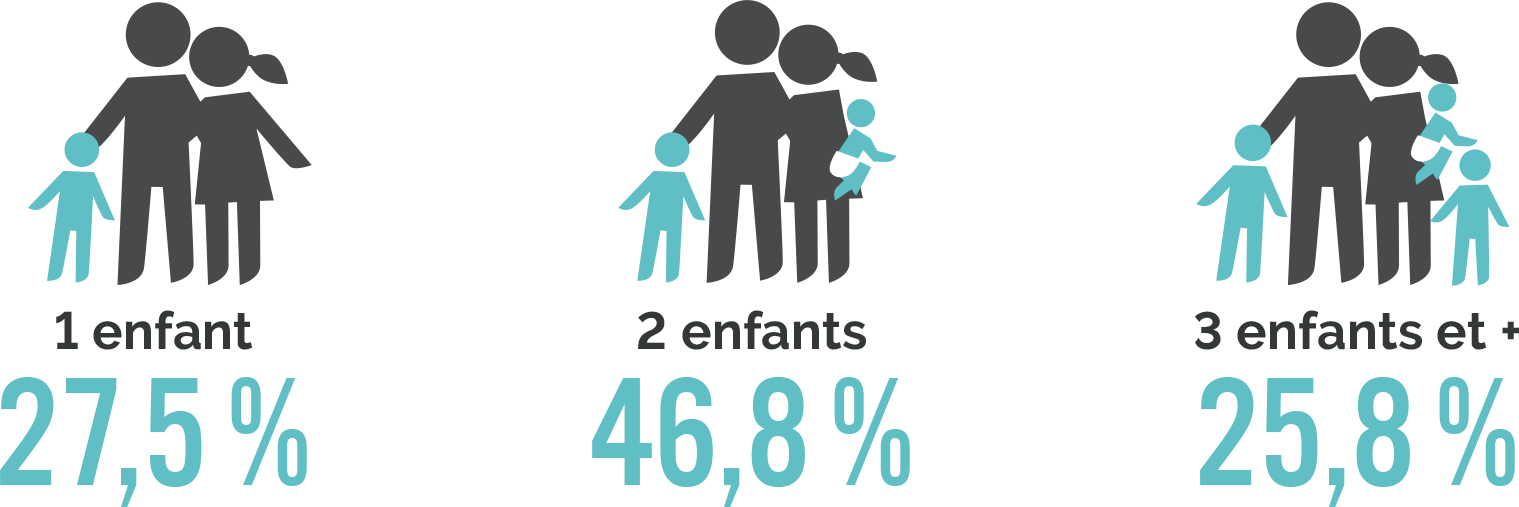 1 enfant
27,5 %
2 enfants
46,8 %
3 enfants et +
25,8 %